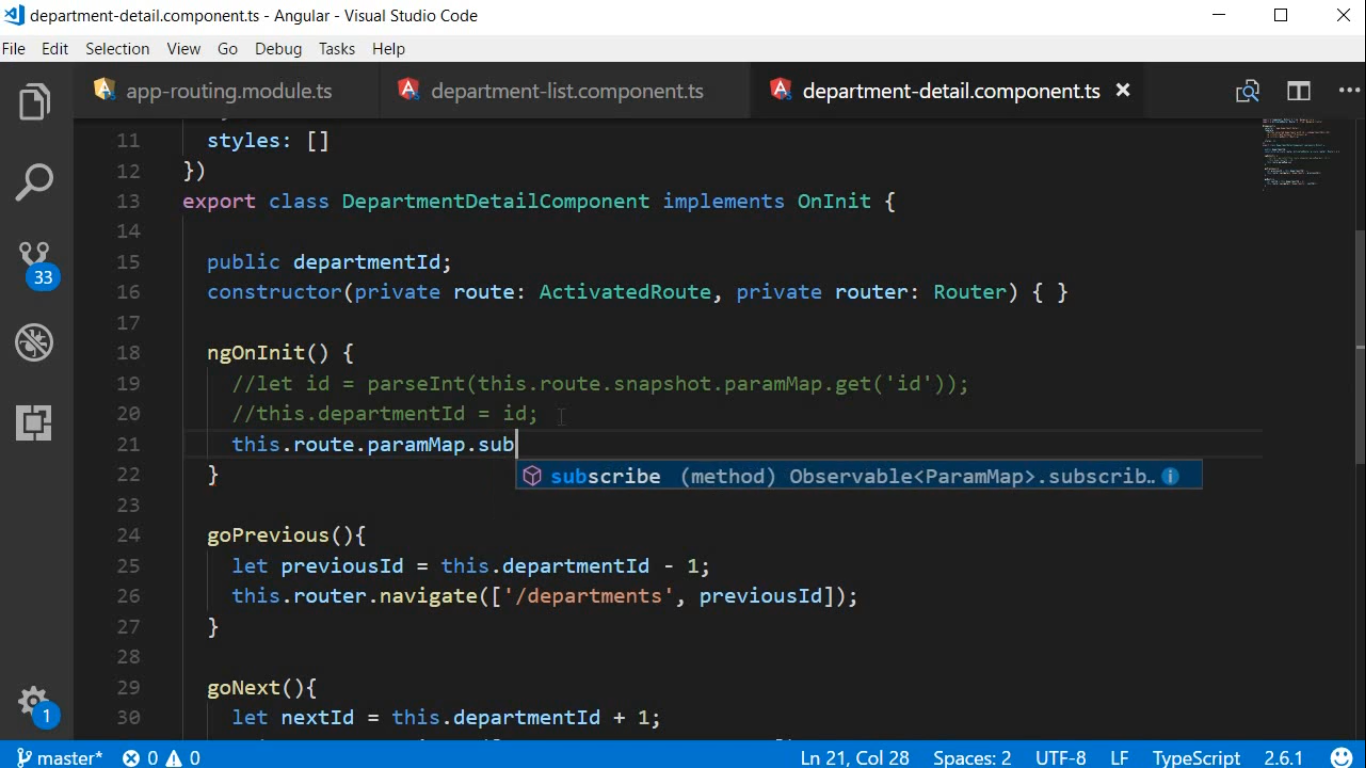 department-detail.component.ts - Angular - Visual Studio Code
File Edit Selection View Go Debug Tasks Help
app-routing.module.ts department-list.component.ts department-detail.component.ts
11 styles: []
12 })
13 export class DepartmentDetailComponent implements OnInit {
14
15 public departmentId;
16 constructor(private route: ActivatedRoute, private router: Router) { }
17
18 ngOnInit() {
19 //let id = parseInt(this.route.snapshot.paramMap.get('id'));
20 //this.departmentId = id;
21 this.route.paramMap.sub
subscribe (method) Observable<ParamMap>.subscrib…
22 }
23
24 goPrevious(){
25 let previousId = this.departmentId - 1;
26 this.router.navigate(['/departments', previousId]);
27 }
28
29 goNext(){
30 let nextId = this.departmentId + 1;
33
1
master* 0 0 Ln 21, Col 28 Spaces: 2 UTF-8 LF TypeScript 2.6.1